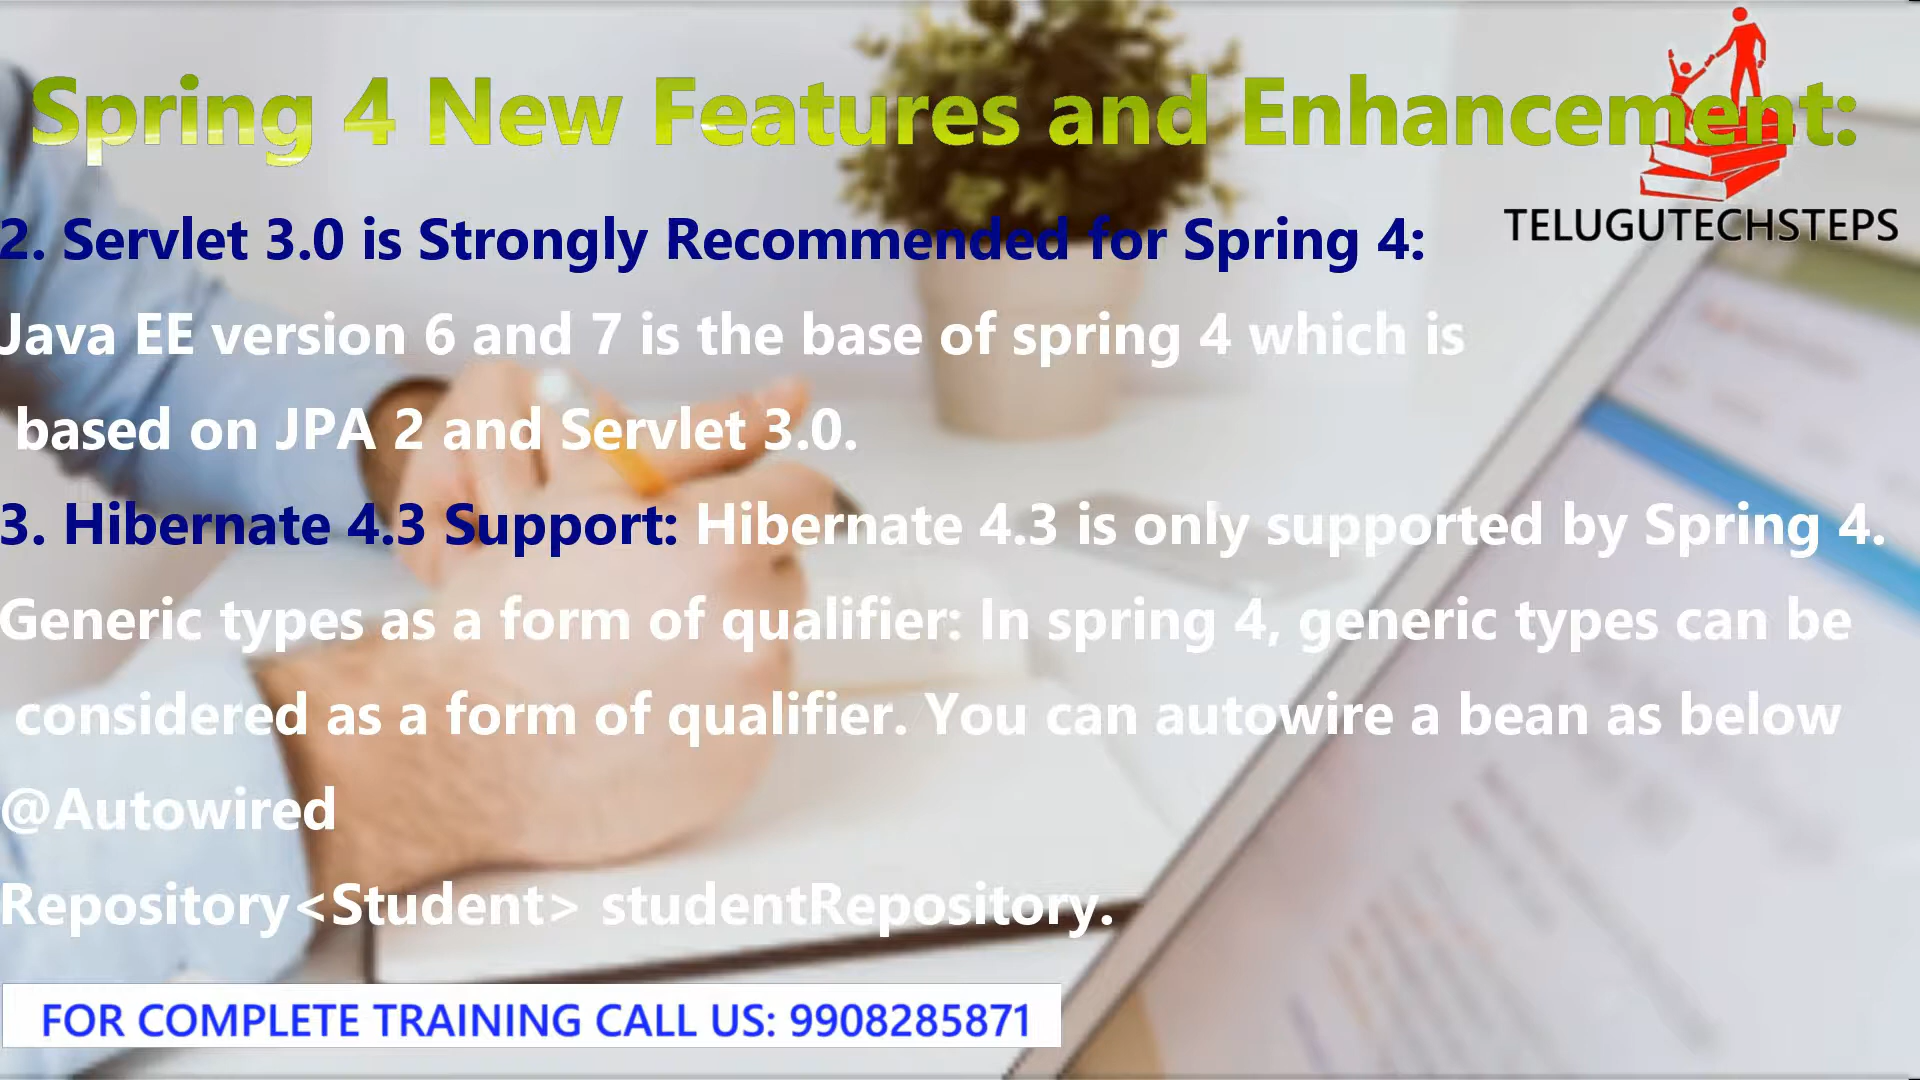 Spring 4 New Features and Enhancement:
TELUGUTECHSTEPS
2. Servlet 3.0 is Strongly Recommended for Spring 4:
Java EE version 6 and 7 is the base of spring 4 which is
based on JPA 2 and Servlet 3.0.
3. Hibernate 4.3 Support: Hibernate 4.3 is only supported by Spring 4.
Generic types as a form of qualifier: In spring 4, generic types can be
considered as a form of qualifier. You can autowire a bean as below
@Autowired
Repository<Student> studentRepository.
FOR COMPLETE TRAINING CALL US: 9908285871